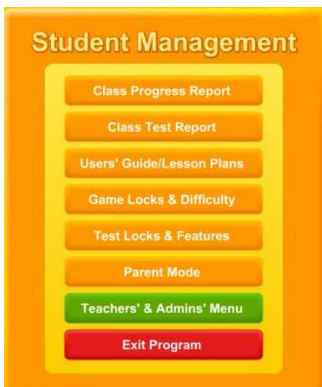 Student Management
Class Progress Report
Class Test Report
Users' Guide/Lesson Plans
Game Locks & Difficulty
Test Locks & Features
Parent Mode
Teachers' & Admins' Menu
Exit Program